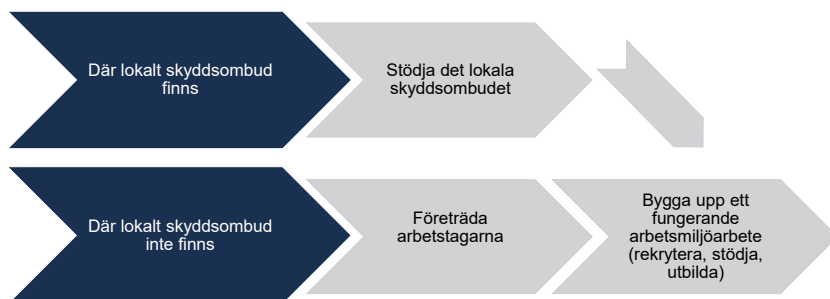 Där lokalt skyddsombud
finns
Stödja det lokala
skyddsombudet
Där lokalt skyddsombud
inte finns
Företräda
arbetstagarna
Bygga upp ett
fungerande
arbetsmiljöarbete
(rekrytera, stödja,
utbilda)